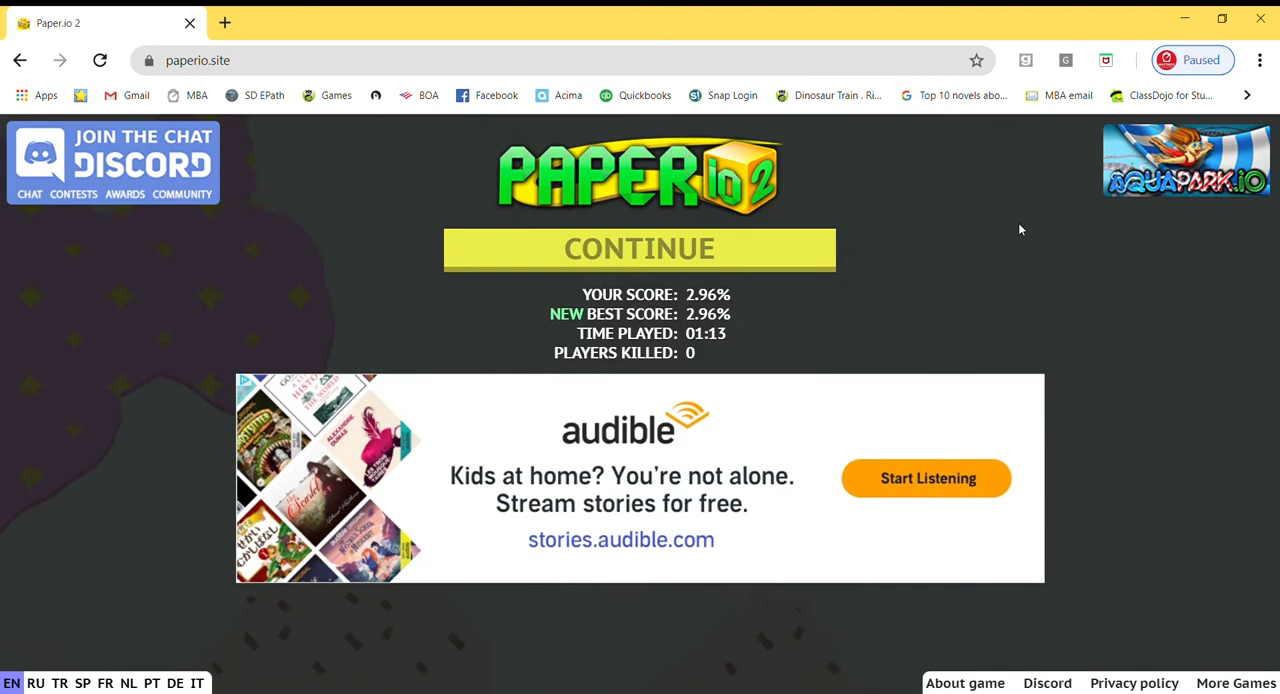 Paper.io 2
paperio.site
Paused
Apps Gmail MBA SD EPath Games BOA Facebook Acima Quickbooks Snap Login Dinosaur Train . Ri... Top 10 novels abo... MBA email ClassDojo for Stu...
JOIN THE CHAT
DISCORD
CHAT CONTESTS AWARDS COMMUNITY
PAPER io 2
AQUAPARK.IO
CONTINUE
YOUR SCORE: 2.96%
NEW BEST SCORE: 2.96%
TIME PLAYED: 01:13
PLAYERS KILLED: 0
audible
Kids at home? You're not alone.
Stream stories for free.
stories.audible.com
Start Listening
ALEXANDRE DUMAS
Scarlet
EN RU TR SP FR NL PT DE IT
About game Discord Privacy policy More Games